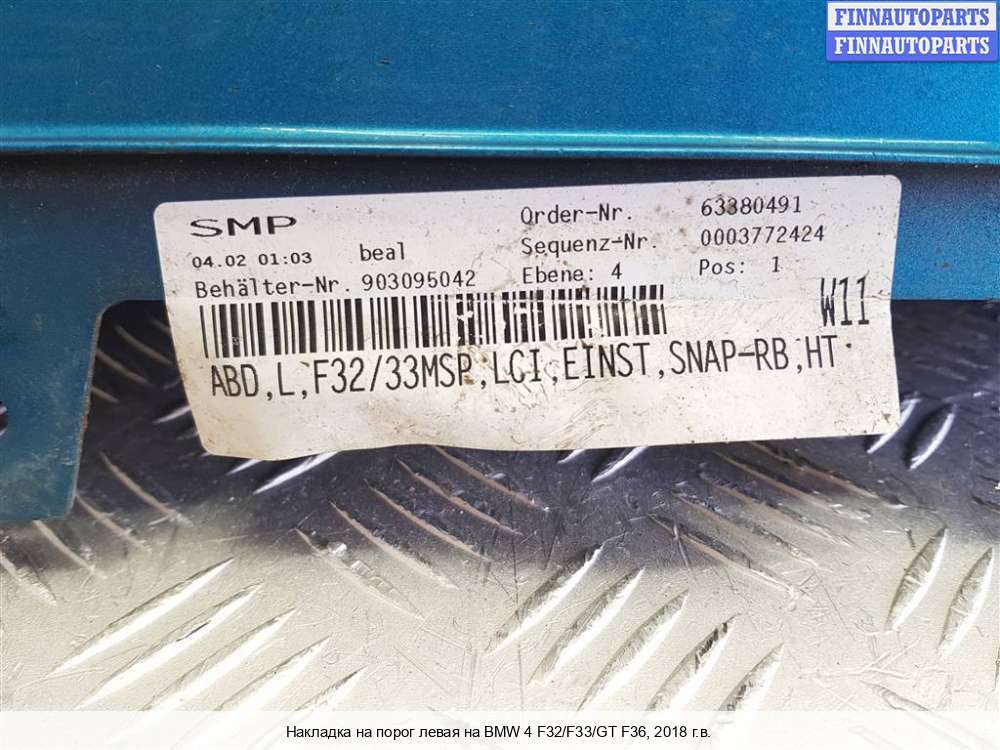 FINNAUTOPARTS
FINNAUTOPARTS
SMP
04.02 01:03 beal
Behälter-Nr. 903095042
Order-Nr. 63380491
Sequenz-Nr. 0003772424
Ebene: 4 Pos: 1
W11
ABD,L,F32/33MSP,LCI,EINST,SNAP-RB,HT
Накладка на порог левая на BMW 4 F32/F33/GT F36, 2018 г.в.